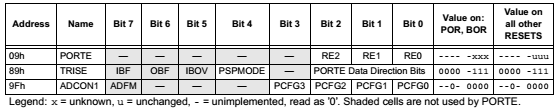 Address Name Bit 7 Bit 6 Bit 5 Bit 4 Bit 3 Bit 2 Bit 1 Bit 0 Value on: POR, BOR Value on all other RESETS
09h PORTE — — — — — RE2 RE1 RE0 ---- -xxx ---- -uuu
89h TRISE IBF OBF IBOV PSPMODE — PORTE Data Direction Bits 0000 -111 0000 -111
9Fh ADCON1 ADFM — — — PCFG3 PCFG2 PCFG1 PCFG0 --0- 0000 --0- 0000
Legend: x = unknown, u = unchanged, - = unimplemented, read as '0'. Shaded cells are not used by PORTE.